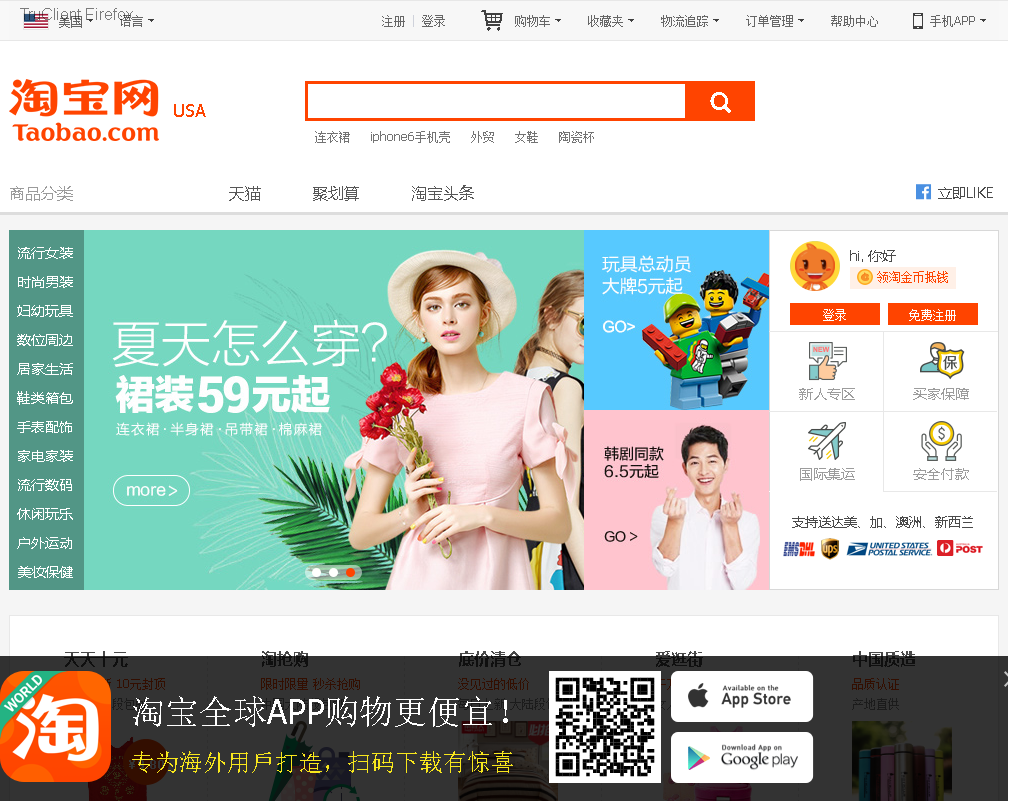 TruClient Firefox
美国 语言 注册 登录 购物车 收藏夹 物流追踪 订单管理 帮助中心 手机APP
淘宝网 USA
Taobao.com
连衣裙 iphone6手机壳 外贸 女鞋 陶瓷杯
商品分类 天猫 聚划算 淘宝头条 立即LIKE
流行女装
时尚男装
妇幼玩具
数位周边
居家生活
鞋类箱包
手表配饰
家电家装
流行数码
休闲玩乐
户外运动
美妆保健
夏天怎么穿?
裙装59元起
连衣裙·半身裙·吊带裙·棉麻裙
more>
玩具总动员
大牌5元起
GO>
韩剧同款
6.5元起
GO >
hi, 你好
领淘金币抵钱
登录 免费注册
NEW
新人专区
保
买家保障
国际集运
安全付款
支持送达美、加、澳洲、新西兰
UPS UNITED STATES POSTAL SERVICE. POST
天天十元 淘抢购 底价清仓 爱逛街 中国质造
10元封顶 限时限量 秒杀抢购 没见过的低价 品质认证
产地直供
WORLD
淘
淘宝全球APP购物更便宜!
专为海外用戶打造，扫码下载有惊喜
Available on the
App Store
Download App on
Google play